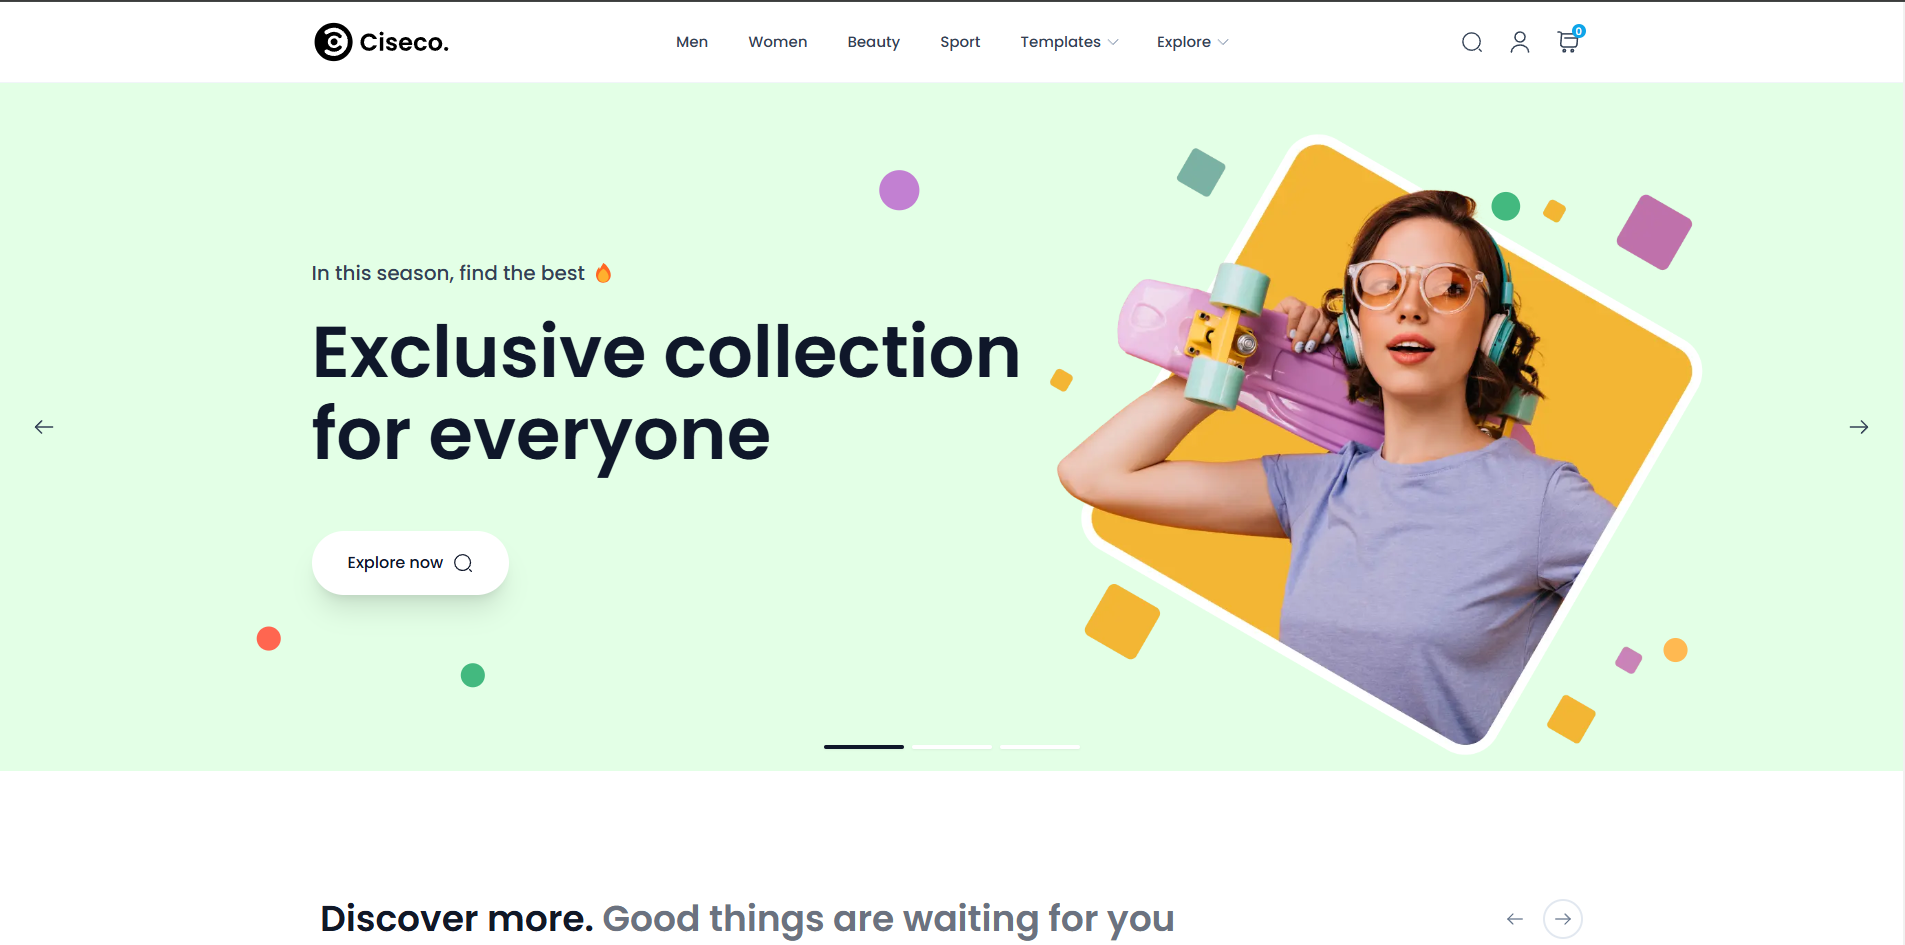 Ciseco.
Men Women Beauty Sport Templates Explore
0
In this season, find the best 🔥
Exclusive collection
for everyone
Explore now
Discover more. Good things are waiting for you